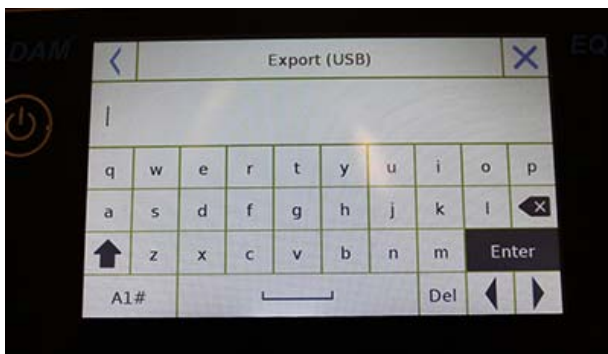 DAM
EQ
Export (USB)
q w e r t y u i o p
a s d f g h j k l
z x c v b n m Enter
A1# Del